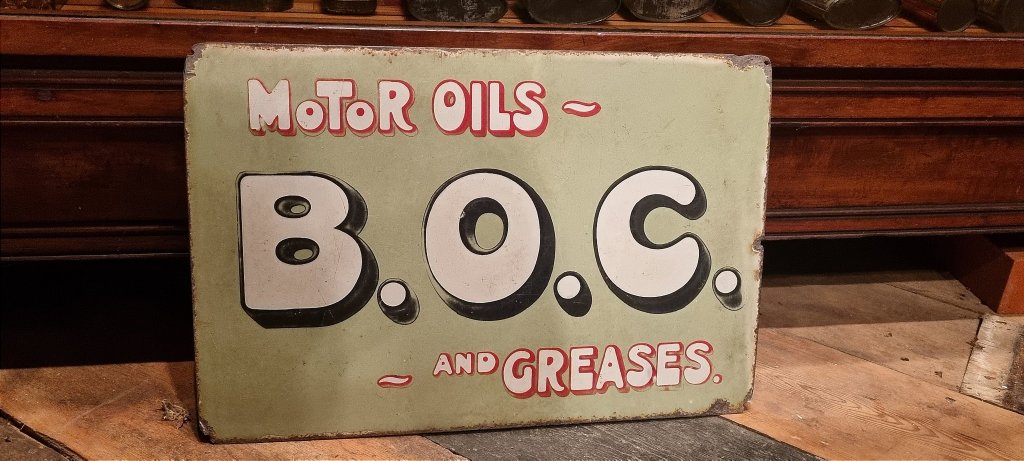 MOTOR OILS ~
B.O.C.
~ AND GREASES.